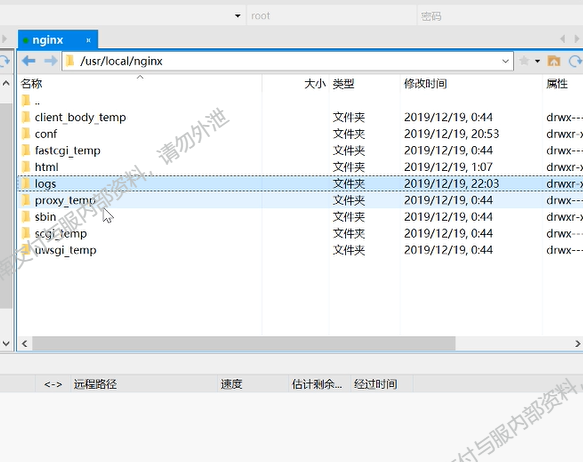 root 密码
nginx ×
/usr/local/nginx
名称 大小 类型 修改时间 属性
..
client_body_temp 文件夹 2019/12/19, 0:44 drwx---
conf 文件夹 2019/12/19, 20:53 drwxr-x
fastcgi_temp 文件夹 2019/12/19, 0:44 drwx---
html 文件夹 2019/12/19, 1:07 drwxr-x
logs 文件夹 2019/12/19, 22:03 drwxr-x
proxy_temp 文件夹 2019/12/19, 0:44 drwx---
sbin 文件夹 2019/12/19, 0:44 drwxr-x
scgi_temp 文件夹 2019/12/19, 0:44 drwx---
uwsgi_temp 文件夹 2019/12/19, 0:44 drwx---
<-> 远程路径 速度 估计剩余... 经过时间
交付与服内部资料，请勿外泄
付与服内部资料，